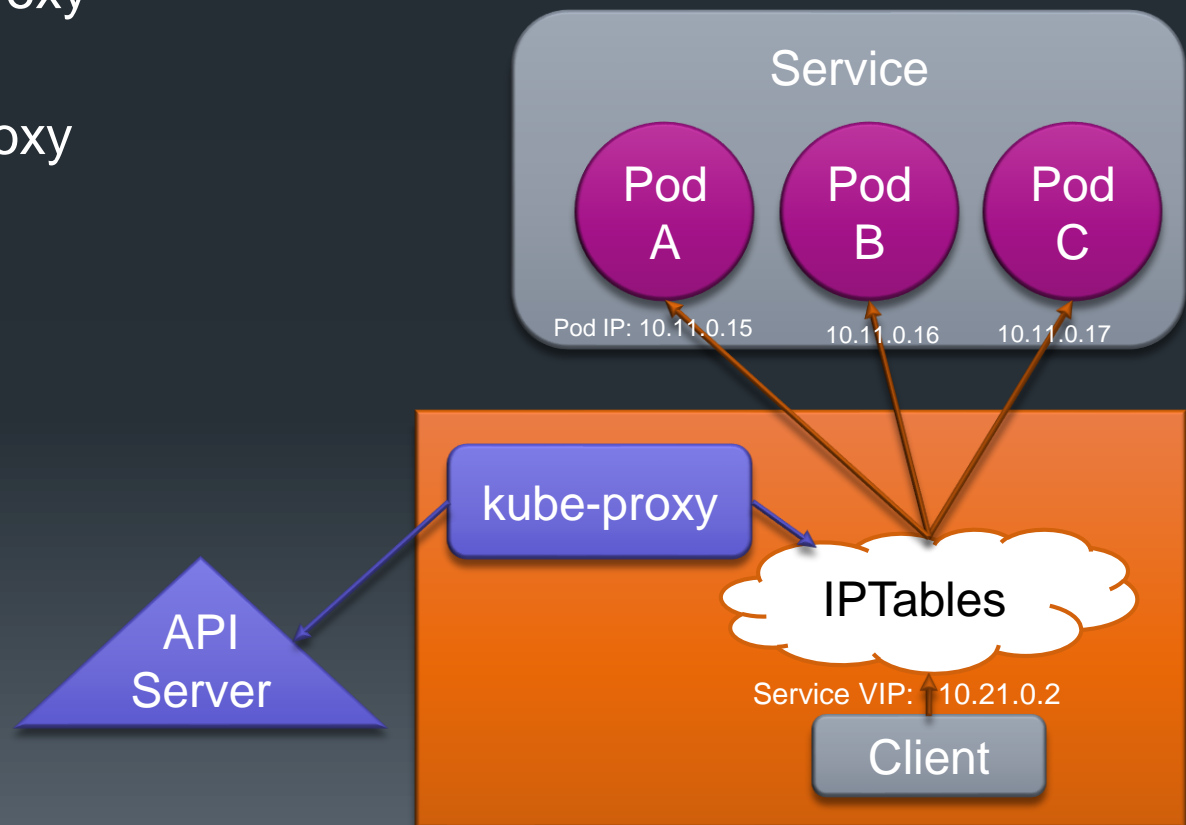 oxy
Service
Pod
A
Pod
B
Pod
C
Pod IP: 10.11.0.15
10.11.0.16
10.11.0.17
kube-proxy
IPTables
API
Server
Service VIP: 10.21.0.2
Client